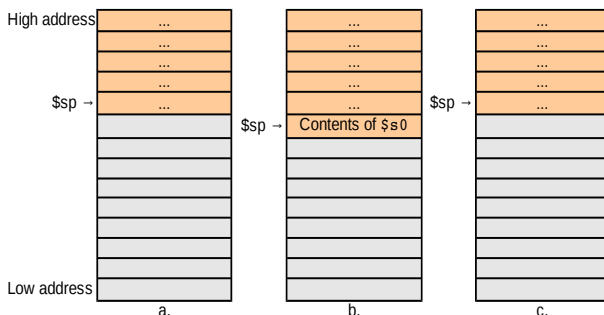 High address
... ... ...
... ... ...
... ... ...
... ... ...
$sp → ... ... $sp → ...
$sp → Contents of $s0
Low address
a. b. c.